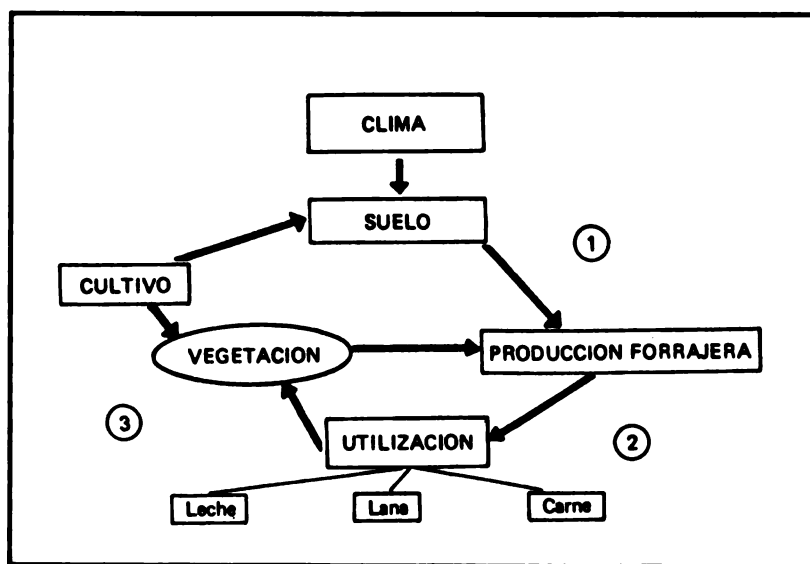 CLIMA
SUELO
1
CULTIVO
VEGETACION
PRODUCCION FORRAJERA
3
UTILIZACION
2
Leche
Lana
Carne